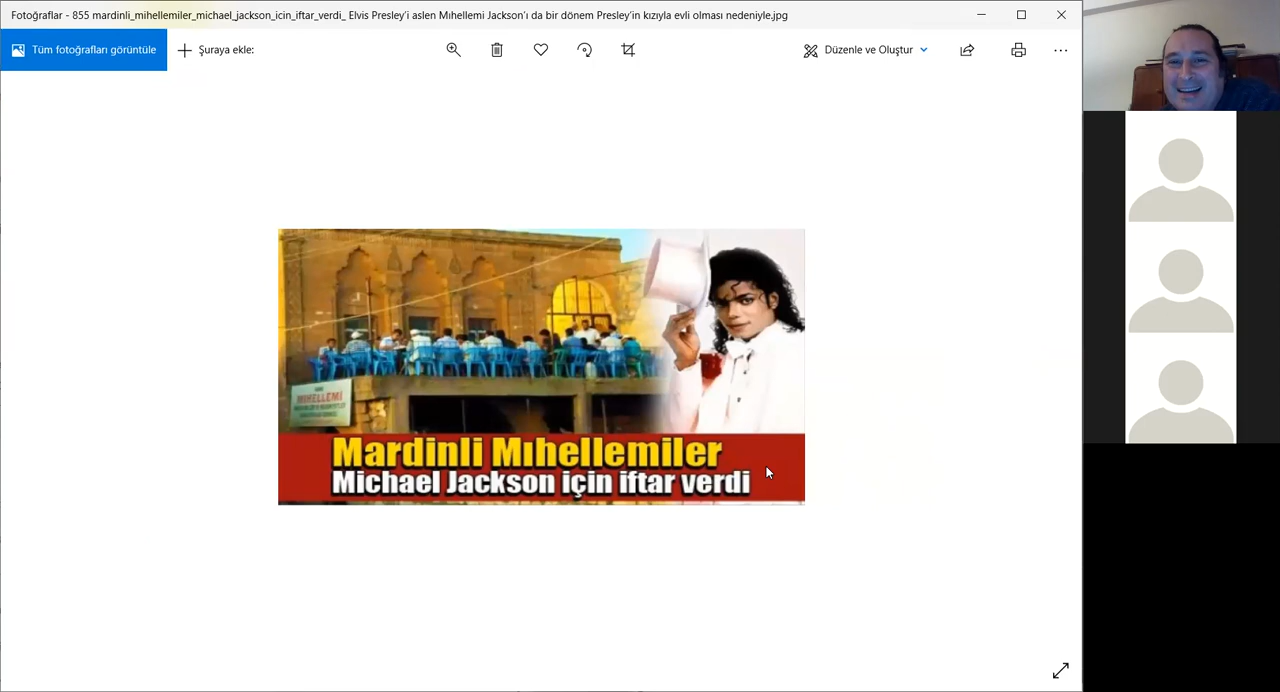 Fotoğraflar - 855 mardinli_mihellemiler_michael_jackson_icin_iftar_verdi_ Elvis Presley'i aslen Mıhellemi Jackson'ı da bir dönem Presley'in kızıyla evli olması nedeniyle.jpg
Tüm fotoğrafları görüntüle
Şuraya ekle:
Düzenle ve Oluştur
MIHELLEMİ
Mardinli Mıhellemiler
Michael Jackson için iftar verdi